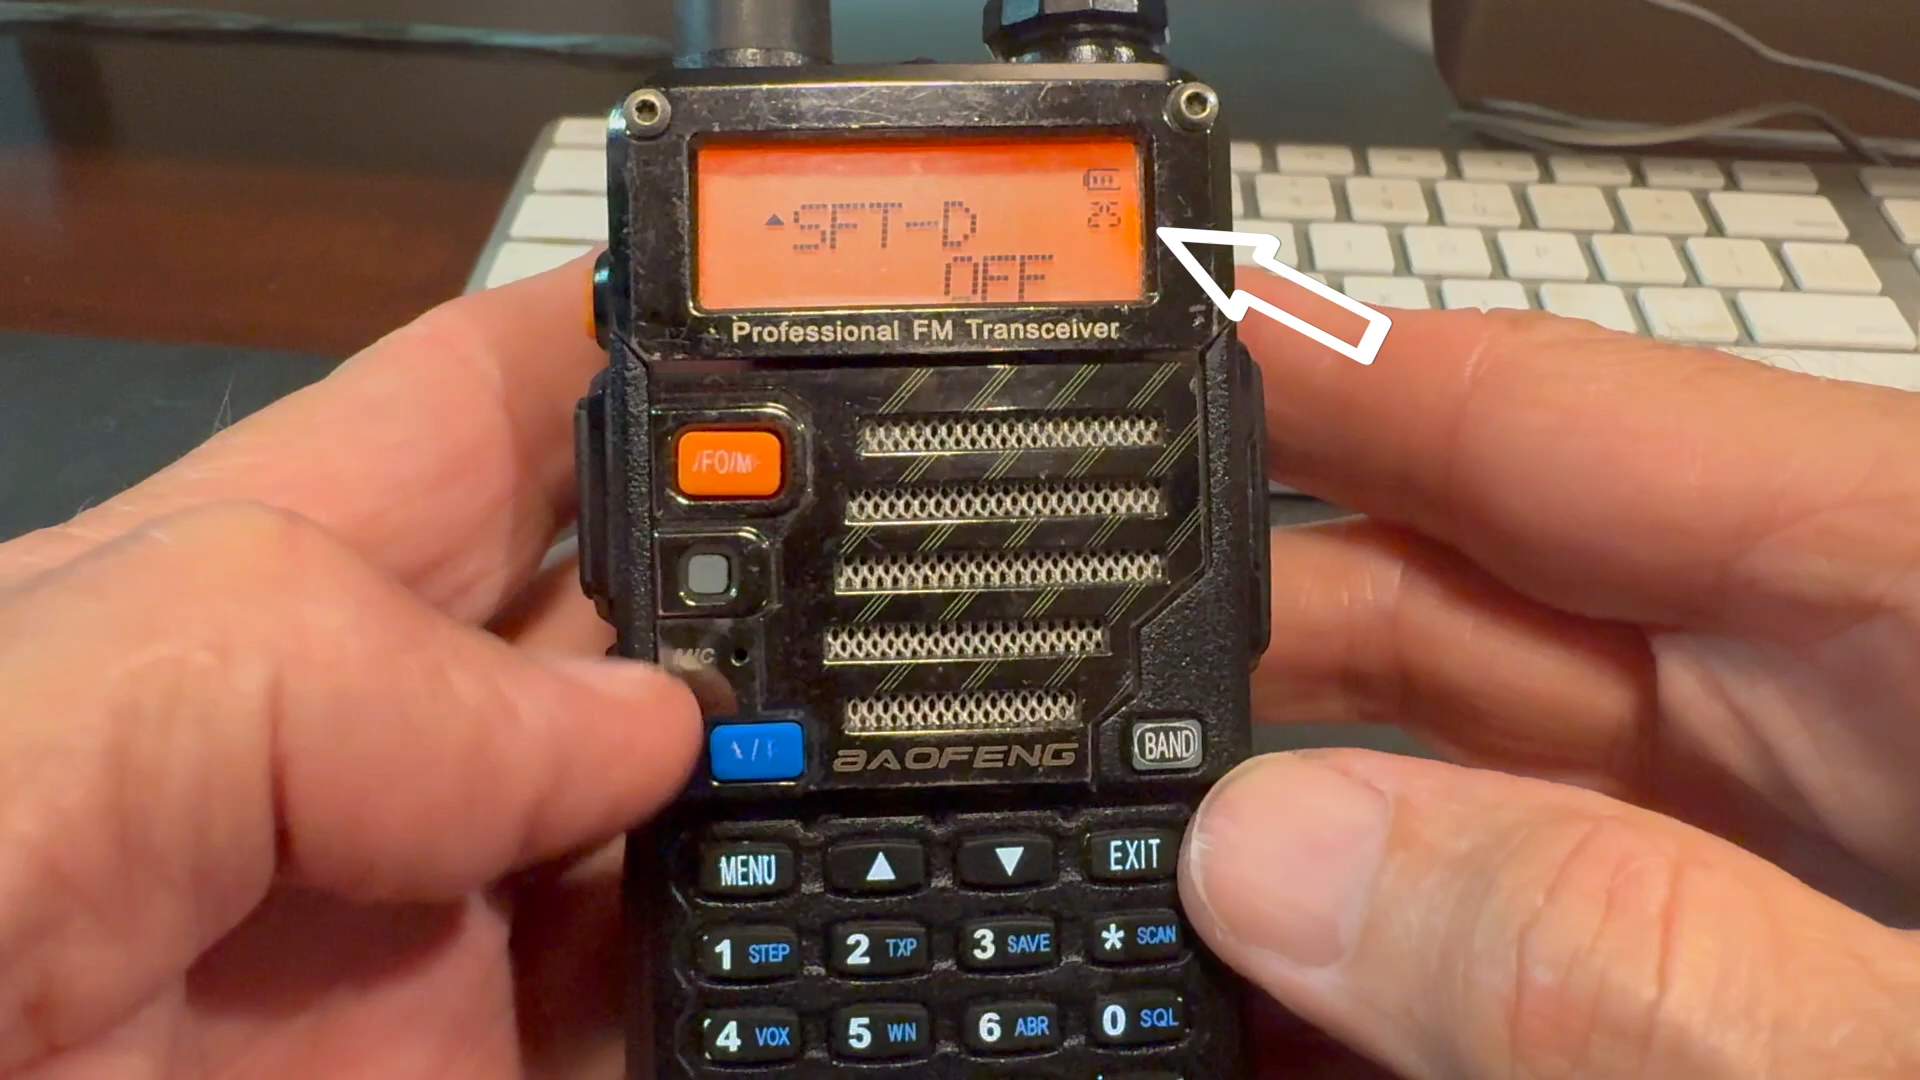 SFT-D
25
OFF
Professional FM Transceiver
MIC
BAOFENG
BAND
MENU ▲ ▼ EXIT
1 STEP 2 TXP 3 SAVE * SCAN
4 VOX 5 WN 6 ABR 0 SQL